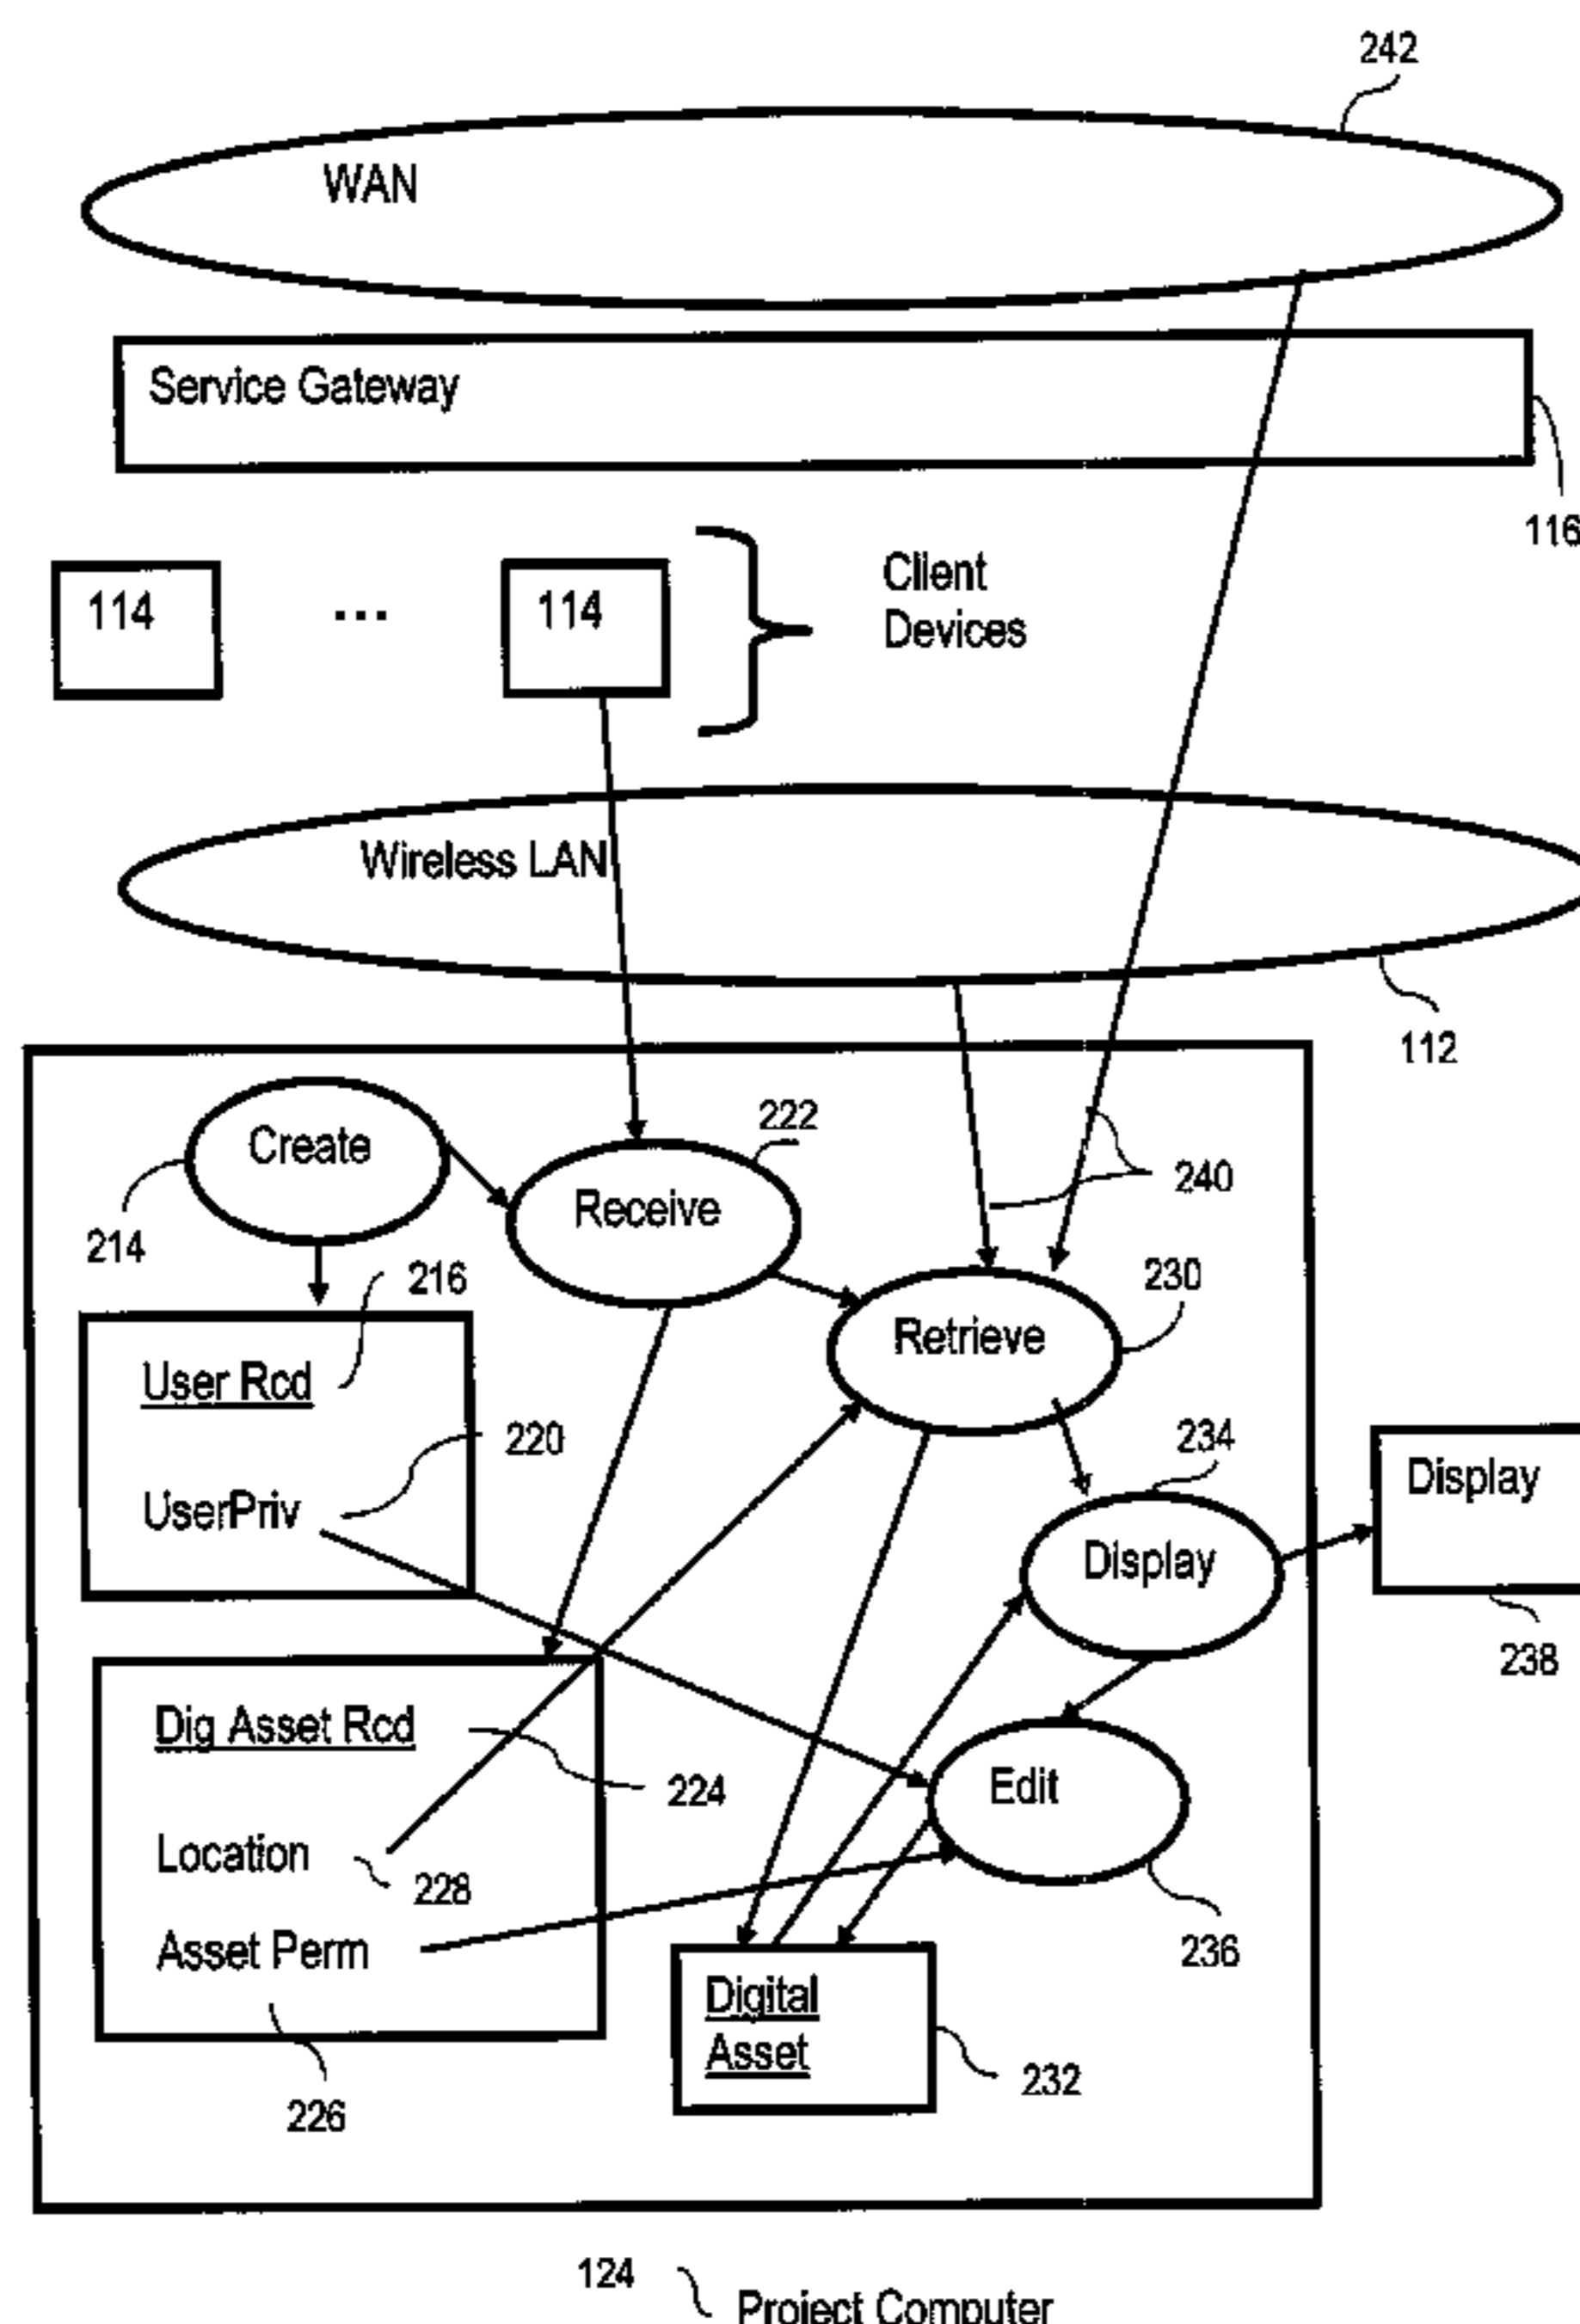 242
WAN
Service Gateway
116
114
...
114
Client
Devices
Wireless LAN
112
Create
222
Receive
240
214
216
230
Retrieve
User Rcd
220
234
Display
UserPriv
Display
238
Dig Asset Rcd
224
Edit
Location
228
Asset Perm
236
Digital
Asset
232
226
124
Project Computer